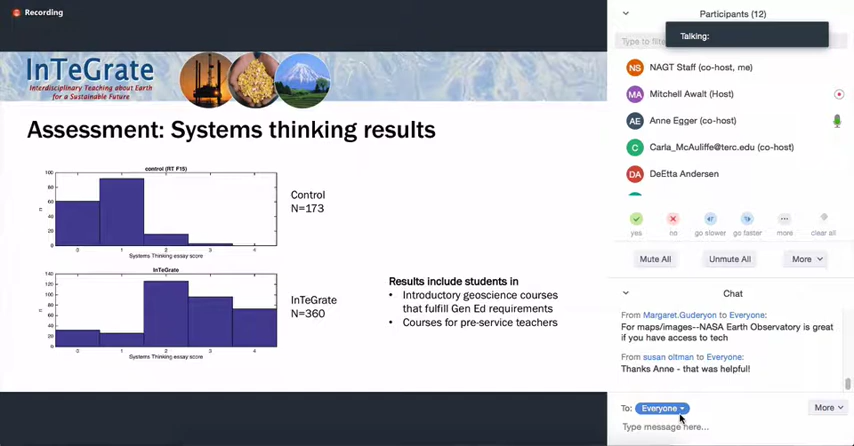 Recording
InTeGrate
Interdisciplinary Teaching about Earth
for a Sustainable Future
Assessment: Systems thinking results
control (RT F15)
100
80
60
40
20
0
n
0 1 2 3 4
Systems Thinking essay score
Control
N=173
InTeGrate
140
120
100
80
60
40
20
0
n
0 1 2 3 4
Systems Thinking essay score
InTeGrate
N=360
Results include students in
• Introductory geoscience courses
that fulfill Gen Ed requirements
• Courses for pre-service teachers
Participants (12)
Talking:
Type to filte
NS NAGT Staff (co-host, me)
MA Mitchell Awalt (Host)
AE Anne Egger (co-host)
C Carla_McAuliffe@terc.edu (co-host)
DA DeEtta Andersen
yes no go slower go faster more clear all
Mute All Unmute All More
Chat
From Margaret.Guderyon to Everyone:
For maps/images--NASA Earth Observatory is great
if you have access to tech
From susan oltman to Everyone:
Thanks Anne - that was helpful!
To: Everyone More
Type message here...